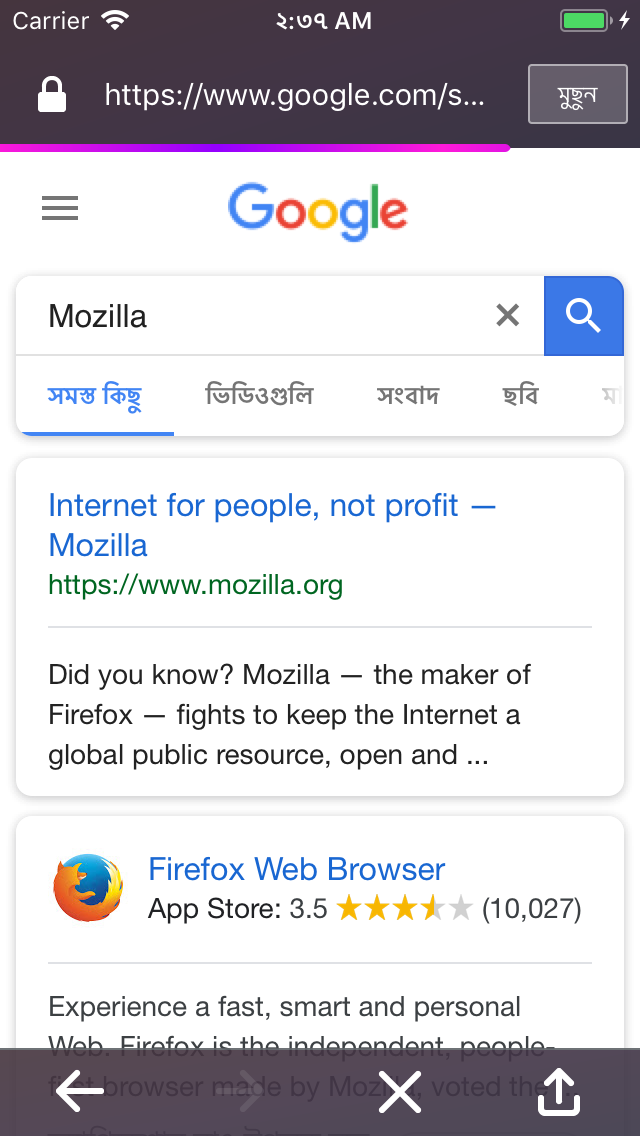 Carrier ২:৩৭ AM
https://www.google.com/s... মুছুন
Google
Mozilla
সমস্ত কিছু ভিডিওগুলি সংবাদ ছবি
Internet for people, not profit —
Mozilla
https://www.mozilla.org
Did you know? Mozilla — the maker of
Firefox — fights to keep the Internet a
global public resource, open and ...
Firefox Web Browser
App Store: 3.5 (10,027)
Experience a fast, smart and personal
Web. Firefox is the independent, people-
first browser made by Mozilla, voted the ...